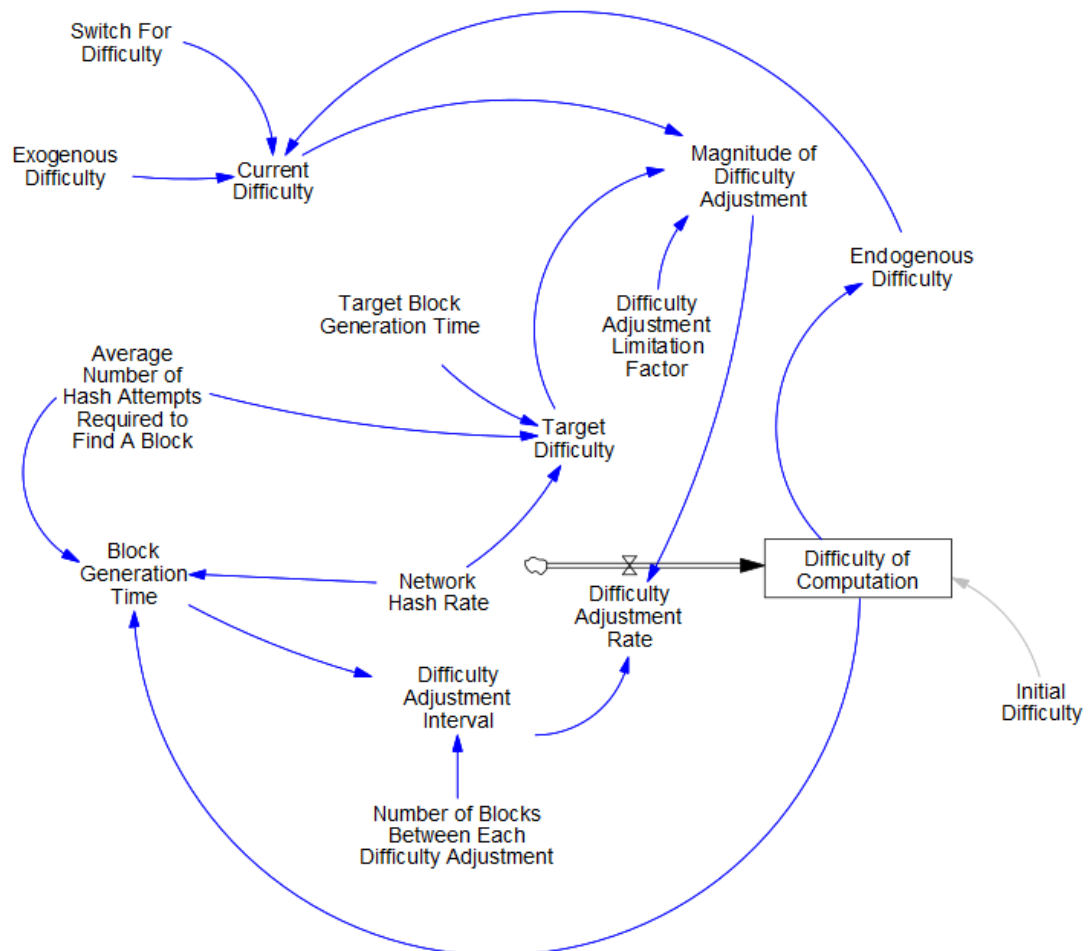 Switch For
Difficulty
Exogenous
Difficulty
Current
Difficulty
Magnitude of
Difficulty
Adjustment
Endogenous
Difficulty
Target Block
Generation Time
Difficulty
Adjustment
Limitation
Factor
Average
Number of
Hash Attempts
Required to
Find A Block
Target
Difficulty
Block
Generation
Time
Network
Hash Rate
Difficulty
Adjustment
Rate
Difficulty of
Computation
Difficulty
Adjustment
Interval
Initial
Difficulty
Number of Blocks
Between Each
Difficulty Adjustment